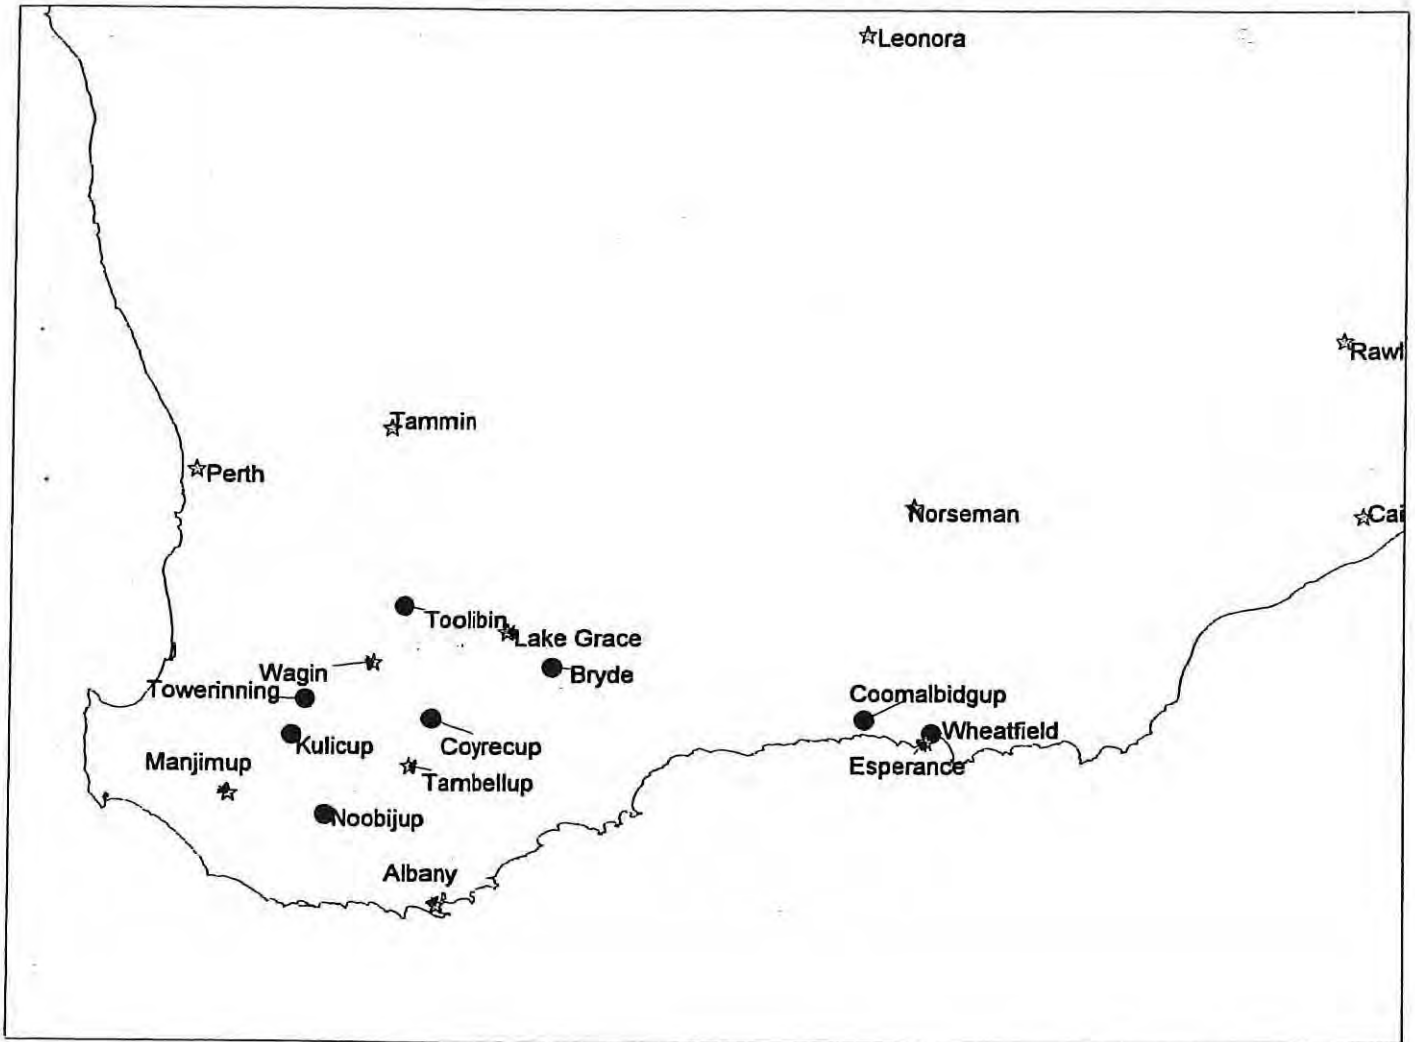 Leonora
Rawl
Tammin
Perth
Norseman
Cai
Toolibin
Lake Grace
Wagin
Bryde
Towerinning
Coomalbidgup
Kulicup
Coyrecup
Wheatfield
Manjimup
Esperance
Tambellup
Noobijup
Albany